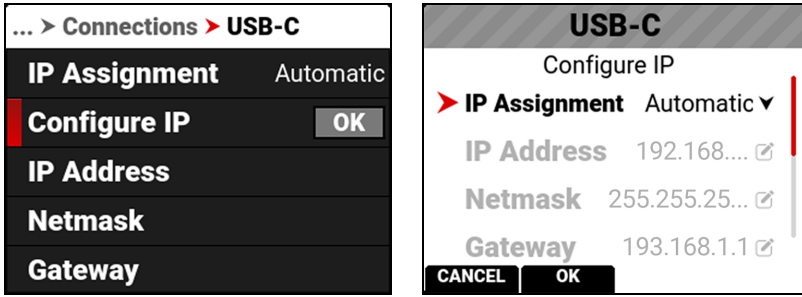 ... > Connections > USB-C
IP Assignment Automatic
Configure IP OK
IP Address
Netmask
Gateway
USB-C
Configure IP
IP Assignment Automatic
IP Address 192.168....
Netmask 255.255.25...
Gateway 193.168.1.1
CANCEL OK